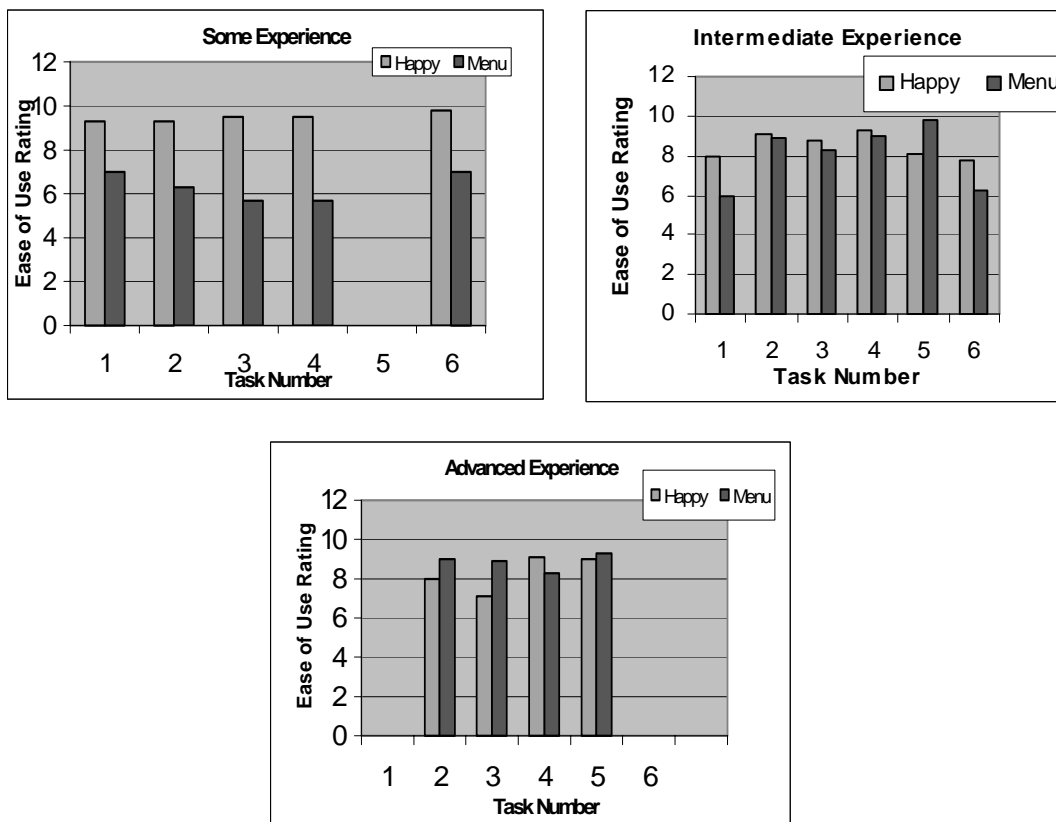 Some Experience
Happy Menu
12
10
8
6
4
2
0
Ease of Use Rating
1 2 3 4 5 6
Task Number
Intermediate Experience
Happy Menu
12
10
8
6
4
2
0
Ease of Use Rating
1 2 3 4 5 6
Task Number
Advanced Experience
Happy Menu
12
10
8
6
4
2
0
Ease of Use Rating
1 2 3 4 5 6
Task Number